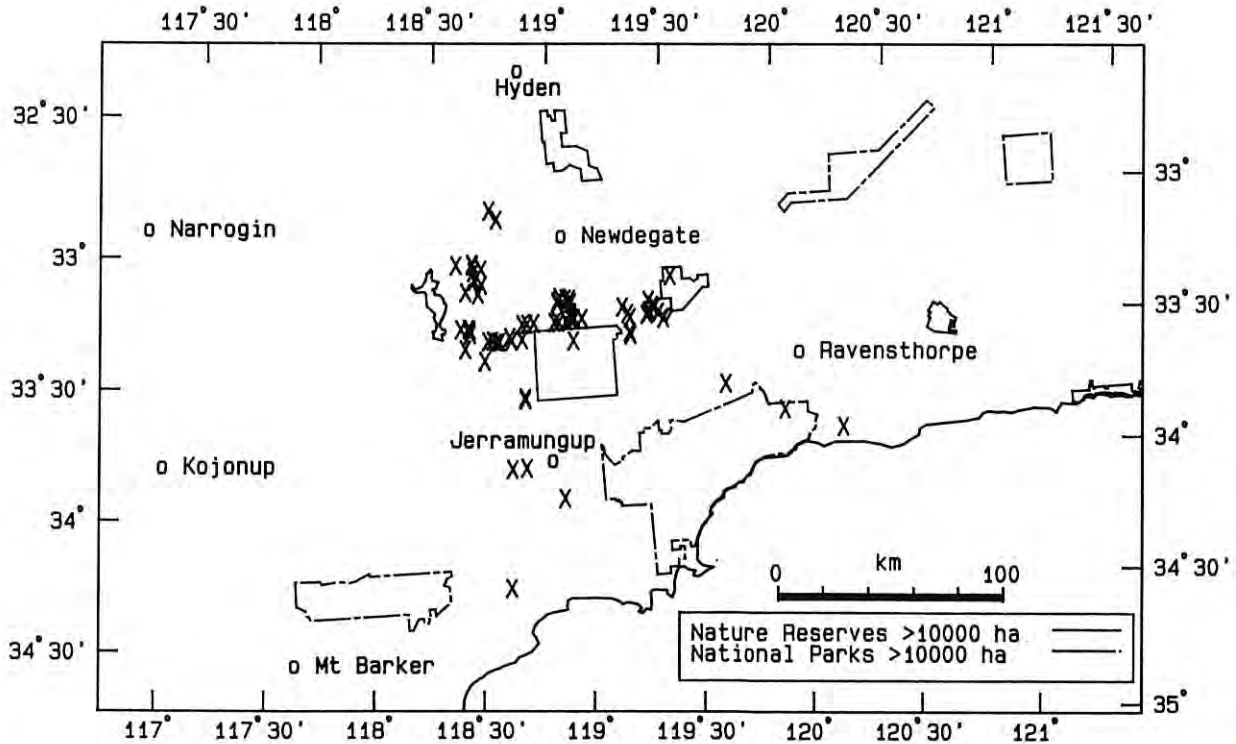 117° 30' 118° 118° 30' 119° 119° 30' 120° 120° 30' 121° 121° 30'
Hyden
32° 30'
33°
Narrogin
Newdegate
33°
33° 30'
Ravensthorpe
33° 30'
Jerramungup
34°
Kojonup
34°
km
0 100
34° 30'
Nature Reserves >10000 ha
National Parks >10000 ha
34° 30'
Mt Barker
35°
117° 117° 30' 118° 118° 30' 119° 119° 30' 120° 120° 30' 121°